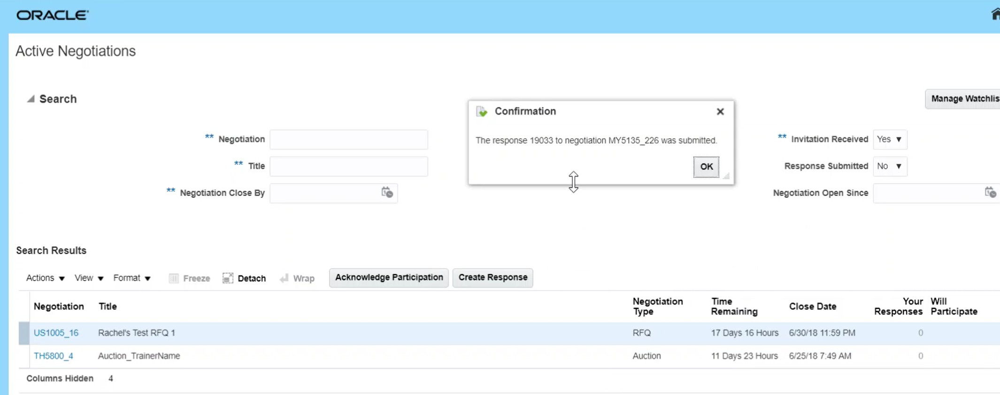 ORACLE
Active Negotiations
Search
Manage Watchlis
** Negotiation
** Title
** Negotiation Close By
Confirmation
The response 19033 to negotiation MY5135_226 was submitted.
OK
** Invitation Received Yes
Response Submitted No
Negotiation Open Since
Search Results
Actions View Format Freeze Detach Wrap Acknowledge Participation Create Response
Negotiation Title Negotiation Type Time Remaining Close Date Your Responses Will Participate
US1005_16 Rachel's Test RFQ 1 RFQ 17 Days 16 Hours 6/30/18 11:59 PM 0
TH5800_4 Auction_TrainerName Auction 11 Days 23 Hours 6/25/18 7:49 AM 0
Columns Hidden 4